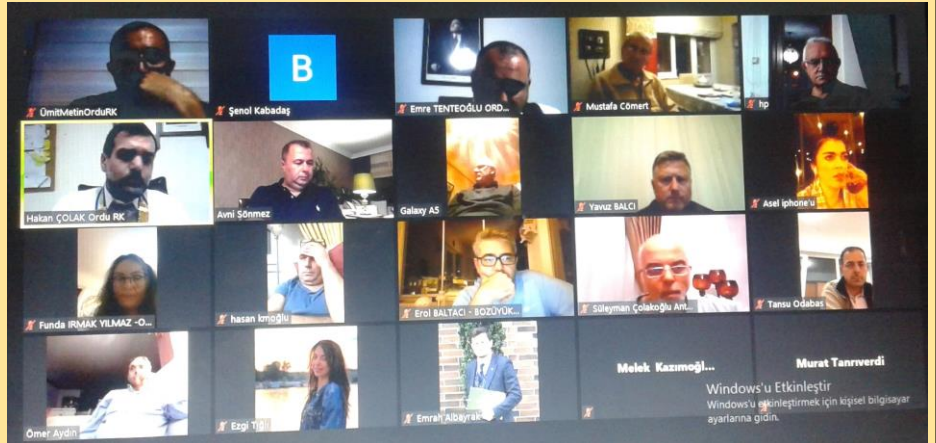 ÜmitMetinOrduRK
B
Şenol Kabadaş
Emre TENTEOĞLU ORD...
Mustafa Cömert
hp
Hakan ÇOLAK Ordu RK
Avni Sönmez
Galaxy A5
Yavuz BALCI
Asel iphone'u
Funda IRMAK YILMAZ -O...
hasan
Erol BALTACI - BOZÜYÜK...
Süleyman Çolakoğlu Ant...
Tansu Odabaş
Ömer Aydın
Ezgi
Emrah Albayrak
Melek Kazımoğl...
Murat Tanrıverdi
Windows'u Etkinleştir
Windows'u etkinleştirmek için kişisel bilgisayar
ayarlarına gidin.